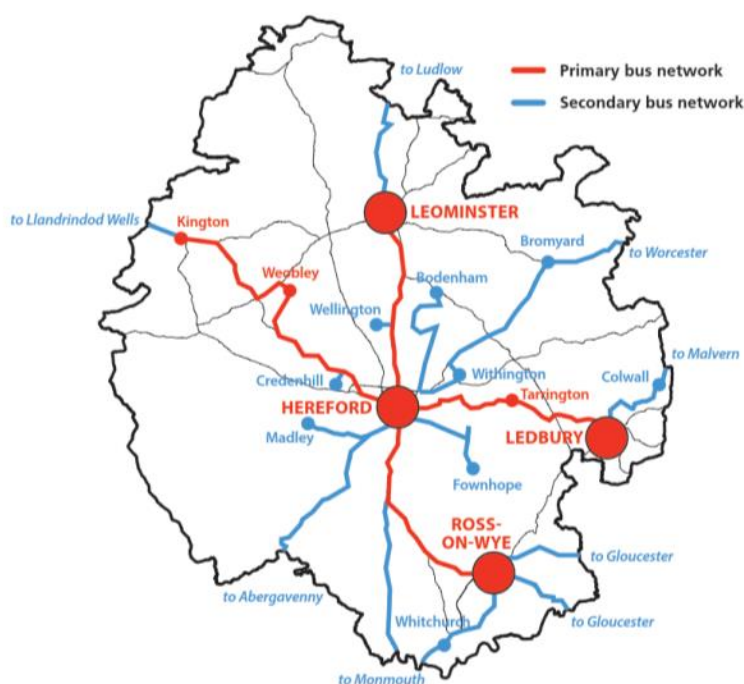 to Ludlow
Primary bus network
Secondary bus network
to Llandrindod Wells
Kington
LEOMINSTER
Bromyard
to Worcester
Weobley
Bodenham
Wellington
to Malvern
Credenhill
Withington
Colwall
HEREFORD
Tarrington
Madley
LEDBURY
Fownhope
ROSS-
ON-WYE
to Gloucester
to Abergavenny
Whitchurch
to Gloucester
to Monmouth